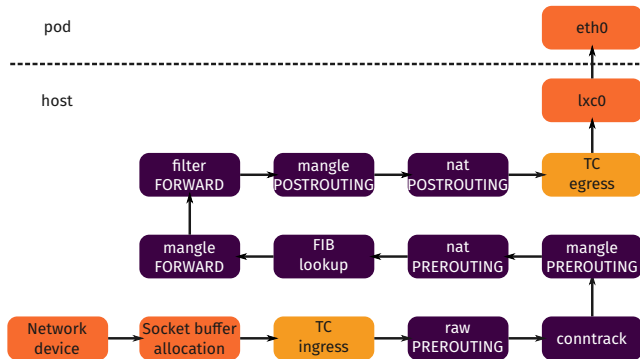 pod
eth0
host
lxc0
filter
FORWARD
mangle
POSTROUTING
nat
POSTROUTING
TC
egress
mangle
FORWARD
FIB
lookup
nat
PREROUTING
mangle
PREROUTING
Network
device
Socket buffer
allocation
TC
ingress
raw
PREROUTING
conntrack